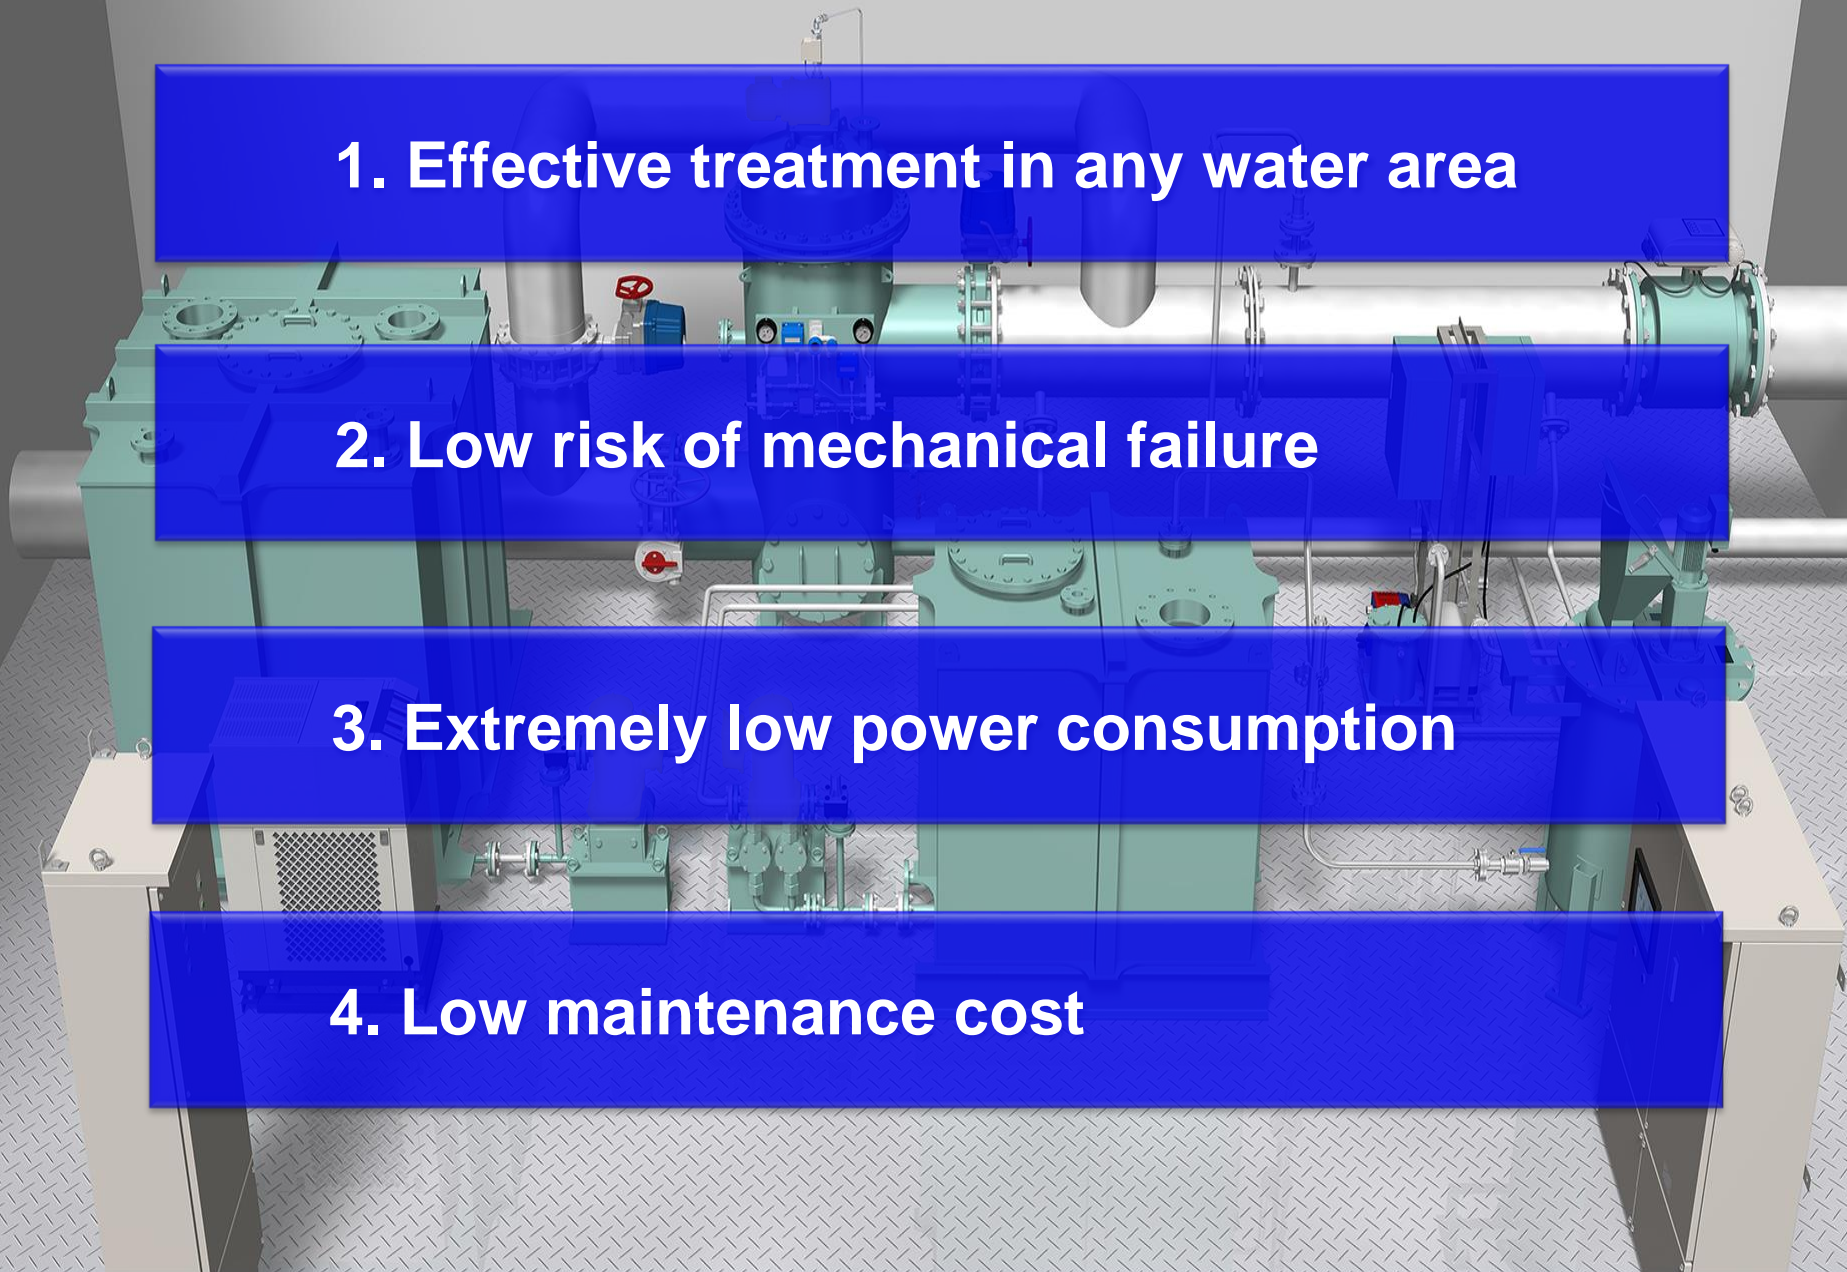 1. Effective treatment in any water area
2. Low risk of mechanical failure
3. Extremely low power consumption
4. Low maintenance cost